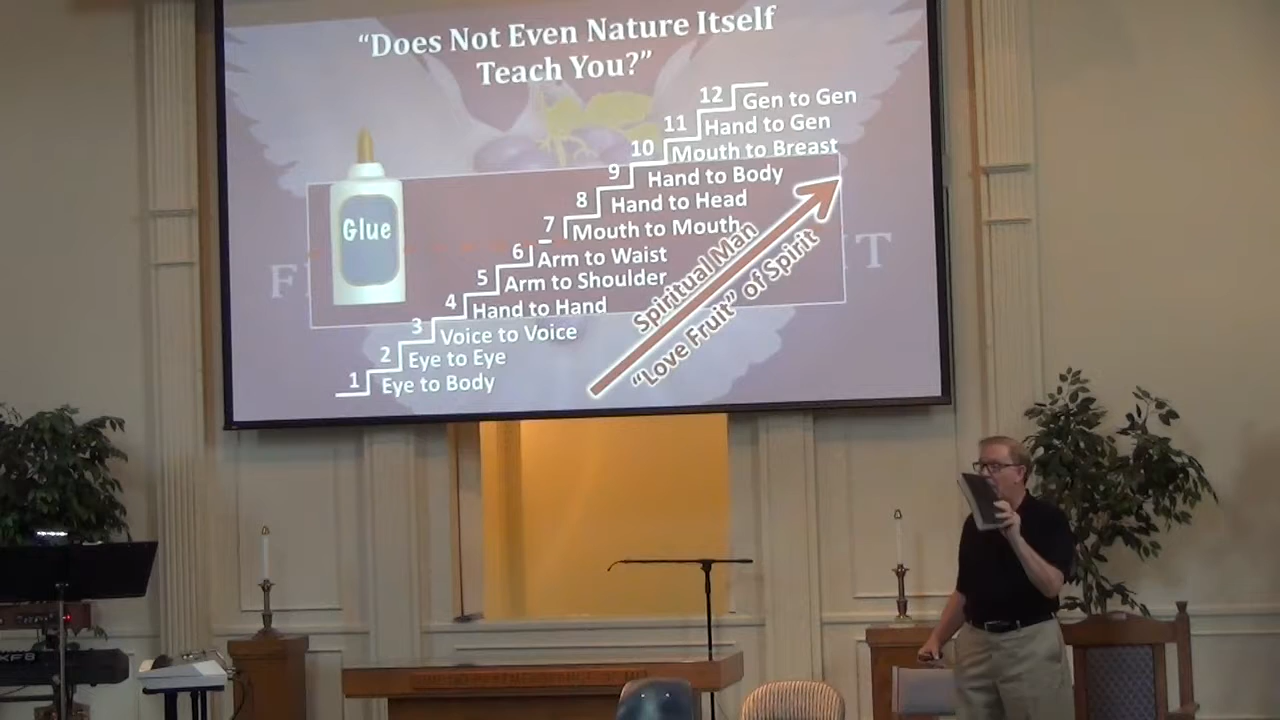 “Does Not Even Nature Itself
Teach You?”
12 Gen to Gen
11 Hand to Gen
10 Mouth to Breast
9 Hand to Body
8 Hand to Head
7 Mouth to Mouth
6 Arm to Waist
5 Arm to Shoulder
4 Hand to Hand
3 Voice to Voice
2 Eye to Eye
1 Eye to Body
Glue
Spiritual Man
“Love Fruit” of Spirit